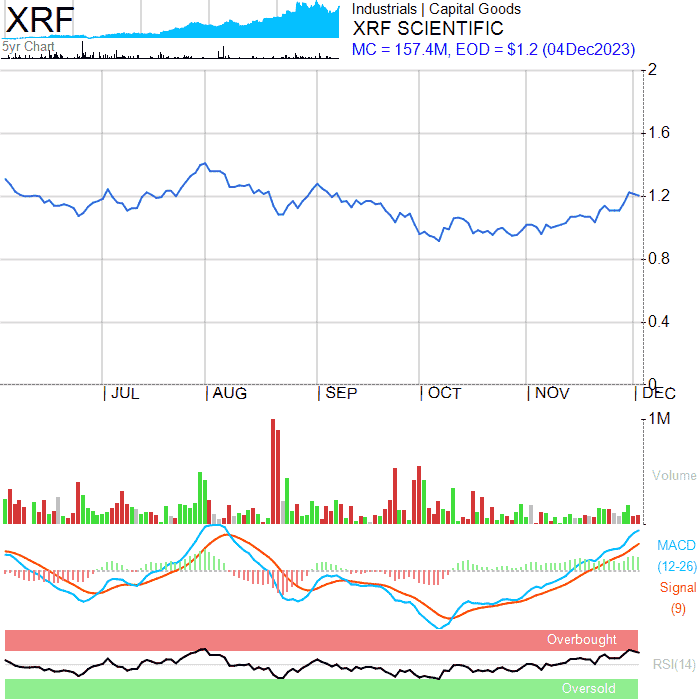 XRF
5yr Chart
Industrials | Capital Goods
XRF SCIENTIFIC
MC = 157.4M, EOD = $1.2 (04Dec2023)
2
1.6
1.2
0.8
0.4
0
JUL AUG SEP OCT NOV DEC
1M
Volume
MACD
(12-26)
Signal
(9)
Overbought
RSI(14)
Oversold